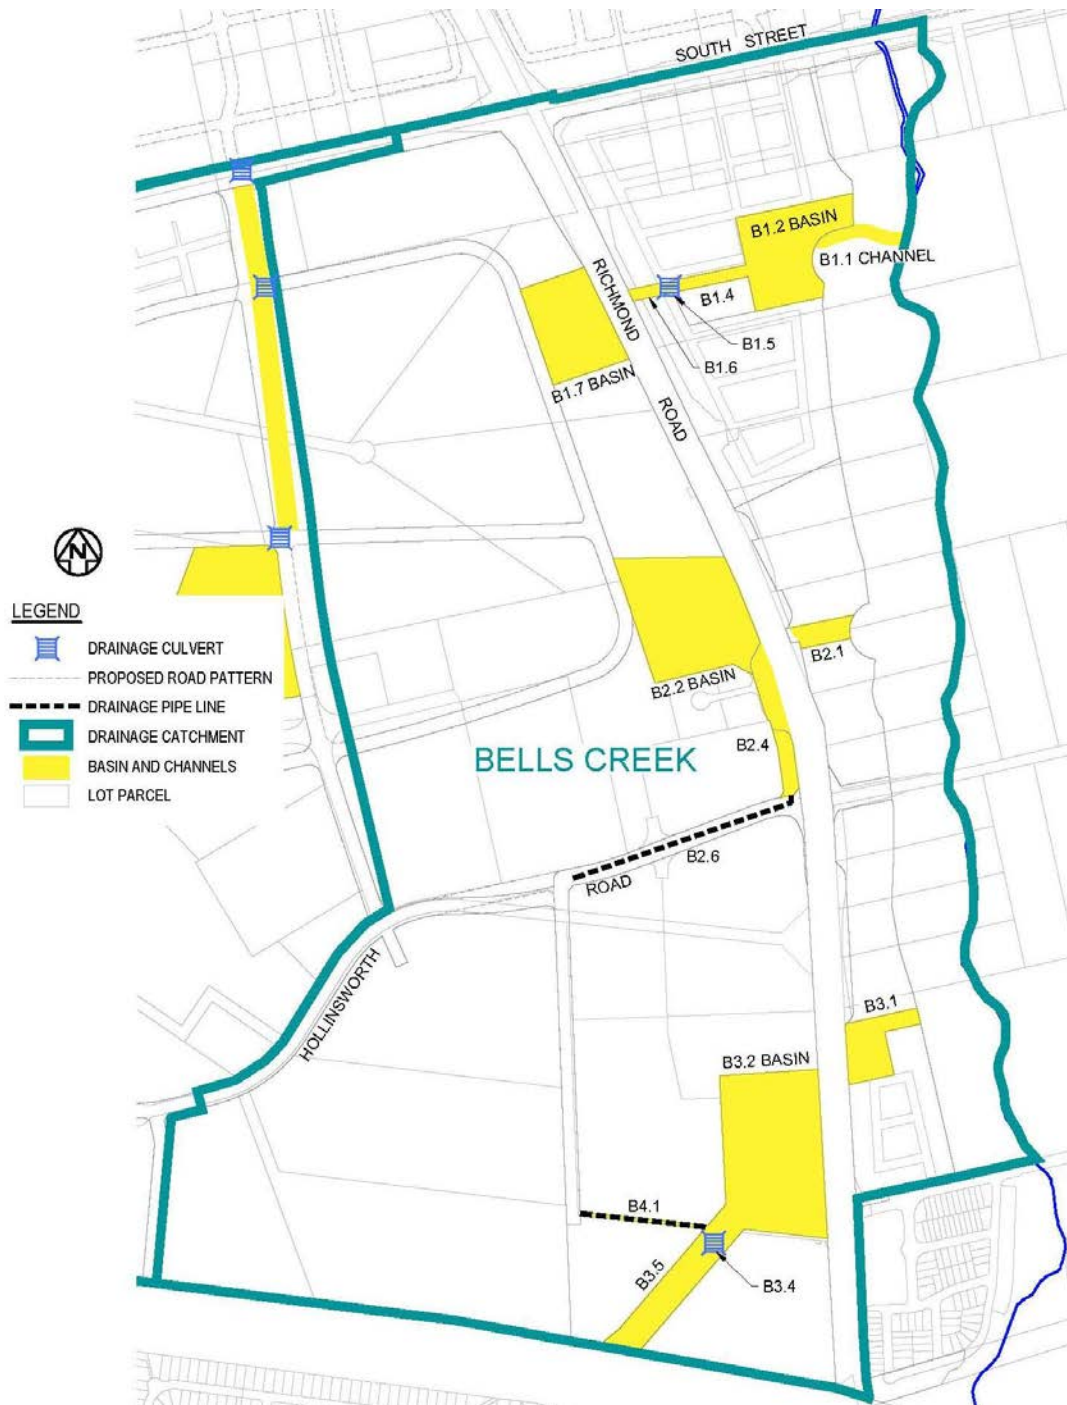 SOUTH STREET
B1.2 BASIN
B1.1 CHANNEL
RICHMOND
ROAD
B1.4
B1.5
B1.6
B1.7 BASIN
N
LEGEND
DRAINAGE CULVERT
PROPOSED ROAD PATTERN
DRAINAGE PIPE LINE
DRAINAGE CATCHMENT
BASIN AND CHANNELS
LOT PARCEL
B2.1
B2.2 BASIN
B2.4
BELLS CREEK
B2.6
HOLLINSWORTH
ROAD
B3.1
B3.2 BASIN
B4.1
B3.5
B3.4